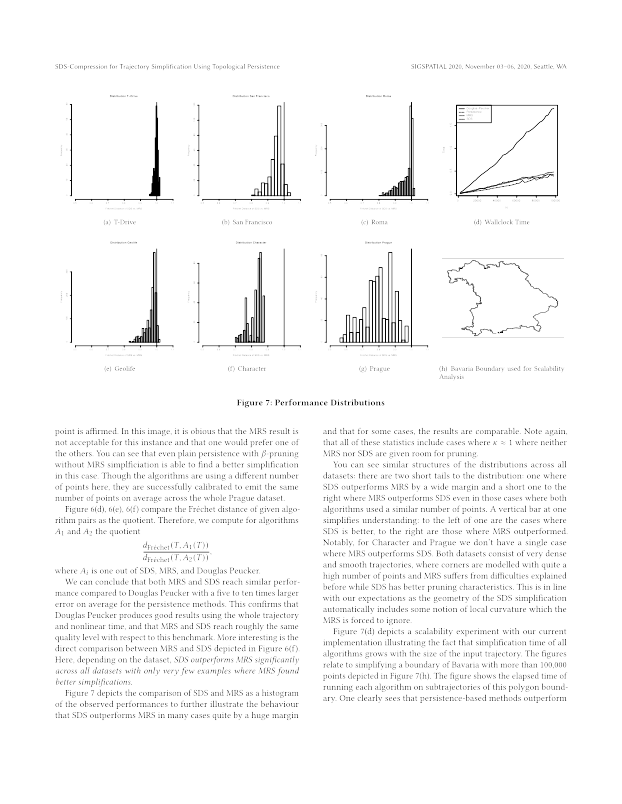 SDS-Compression for Trajectory Simplification Using Topological Persistence
SIGSPATIAL 2020, November 03–06, 2020, Seattle, WA
Distribution T-Drive
Distribution San Francisco
Distribution Roma
(a) T-Drive
(b) San Francisco
(c) Roma
(d) Wallclock Time
Distribution Geolife
Distribution Character
Distribution Prague
(e) Geolife
(f) Character
(g) Prague
(h) Bavaria Boundary used for Scalability
Analysis
Figure 7: Performance Distributions
point is affirmed. In this image, it is obious that the MRS result is
not acceptable for this instance and that one would prefer one of
the others. You can see that even plain persistence with β-pruning
without MRS simplficiation is able to find a better simplification
in this case. Though the algorithms are using a different number
of points here, they are successfully calibrated to emit the same
number of points on average across the whole Prague dataset.
Figure 6(d), 6(e), 6(f) compare the Fréchet distance of given algo-
rithm pairs as the quotient. Therefore, we compute for algorithms
A1 and A2 the quotient
dFréchet(T, A1(T))
dFréchet(T, A2(T)) ,
where Ai is one out of SDS, MRS, and Douglas Peucker.
We can conclude that both MRS and SDS reach similar perfor-
mance compared to Douglas Peucker with a five to ten times larger
error on average for the persistence methods. This confirms that
Douglas Peucker produces good results using the whole trajectory
and nonlinear time, and that MRS and SDS reach roughly the same
quality level with respect to this benchmark. More interesting is the
direct comparison between MRS and SDS depicted in Figure 6(f).
Here, depending on the dataset, SDS outperforms MRS significantly
across all datasets with only very few examples where MRS found
better simplifications.
Figure 7 depicts the comparison of SDS and MRS as a histogram
of the observed performances to further illustrate the behaviour
that SDS outperforms MRS in many cases quite by a huge margin
and that for some cases, the results are comparable. Note again,
that all of these statistics include cases where κ ≈ 1 where neither
MRS nor SDS are given room for pruning.
You can see similar structures of the distributions across all
datasets: there are two short tails to the distribution: one where
SDS outperforms MRS by a wide margin and a short one to the
right where MRS outperforms SDS even in those cases where both
algorithms used a similar number of points. A vertical bar at one
simplifies understanding: to the left of one are the cases where
SDS is better, to the right are those where MRS outperformed.
Notably, for Character and Prague we don't have a single case
where MRS outperforms SDS. Both datasets consist of very dense
and smooth trajectories, where corners are modelled with quite a
high number of points and MRS suffers from difficulties explained
before while SDS has better pruning characteristics. This is in line
with our expectations as the geometry of the SDS simplification
automatically includes some notion of local curvature which the
MRS is forced to ignore.
Figure 7(d) depicts a scalability experiment with our current
implementation illustrating the fact that simplification time of all
algorithms grows with the size of the input trajectory. The figures
relate to simplifying a boundary of Bavaria with more than 100,000
points depicted in Figure 7(h). The figure shows the elapsed time of
running each algorithm on subtrajectories of this polygon bound-
ary. One clearly sees that persistence-based methods outperform